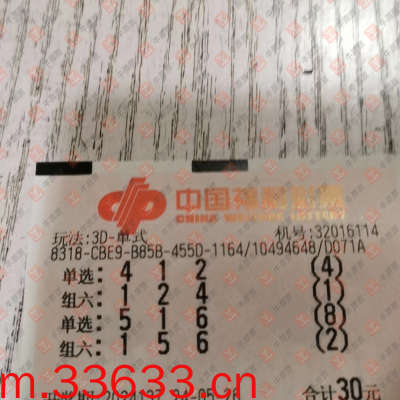 中国福利彩票
CHINA WELFARE LOTTERY
玩法:3D-单式 机号:32016114
8318-CBE9-B85B-455D-1164/10494648/D071A
单选: 4 1 2 (4)
组六: 1 2 4 (1)
单选: 5 1 6 (8)
组六: 1 5 6 (2)
合计30元
m.33633.cn